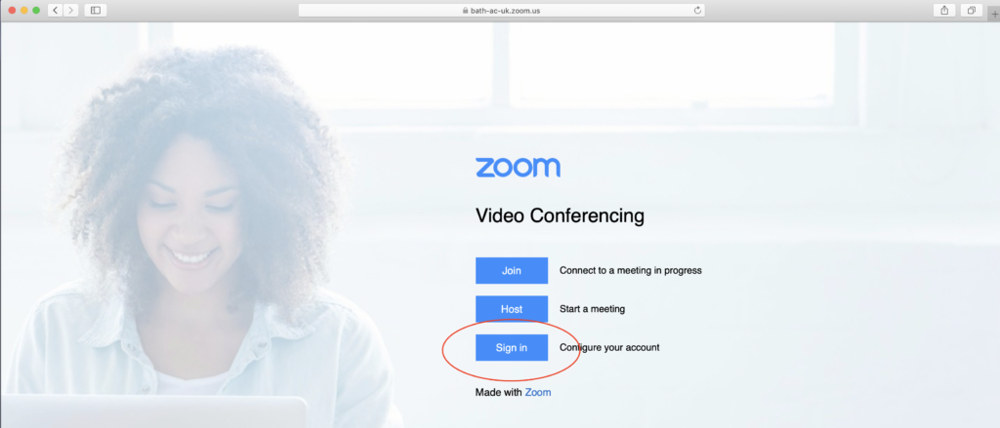 bath-ac-uk.zoom.us
zoom
Video Conferencing
Join Connect to a meeting in progress
Host Start a meeting
Sign in Configure your account
Made with Zoom